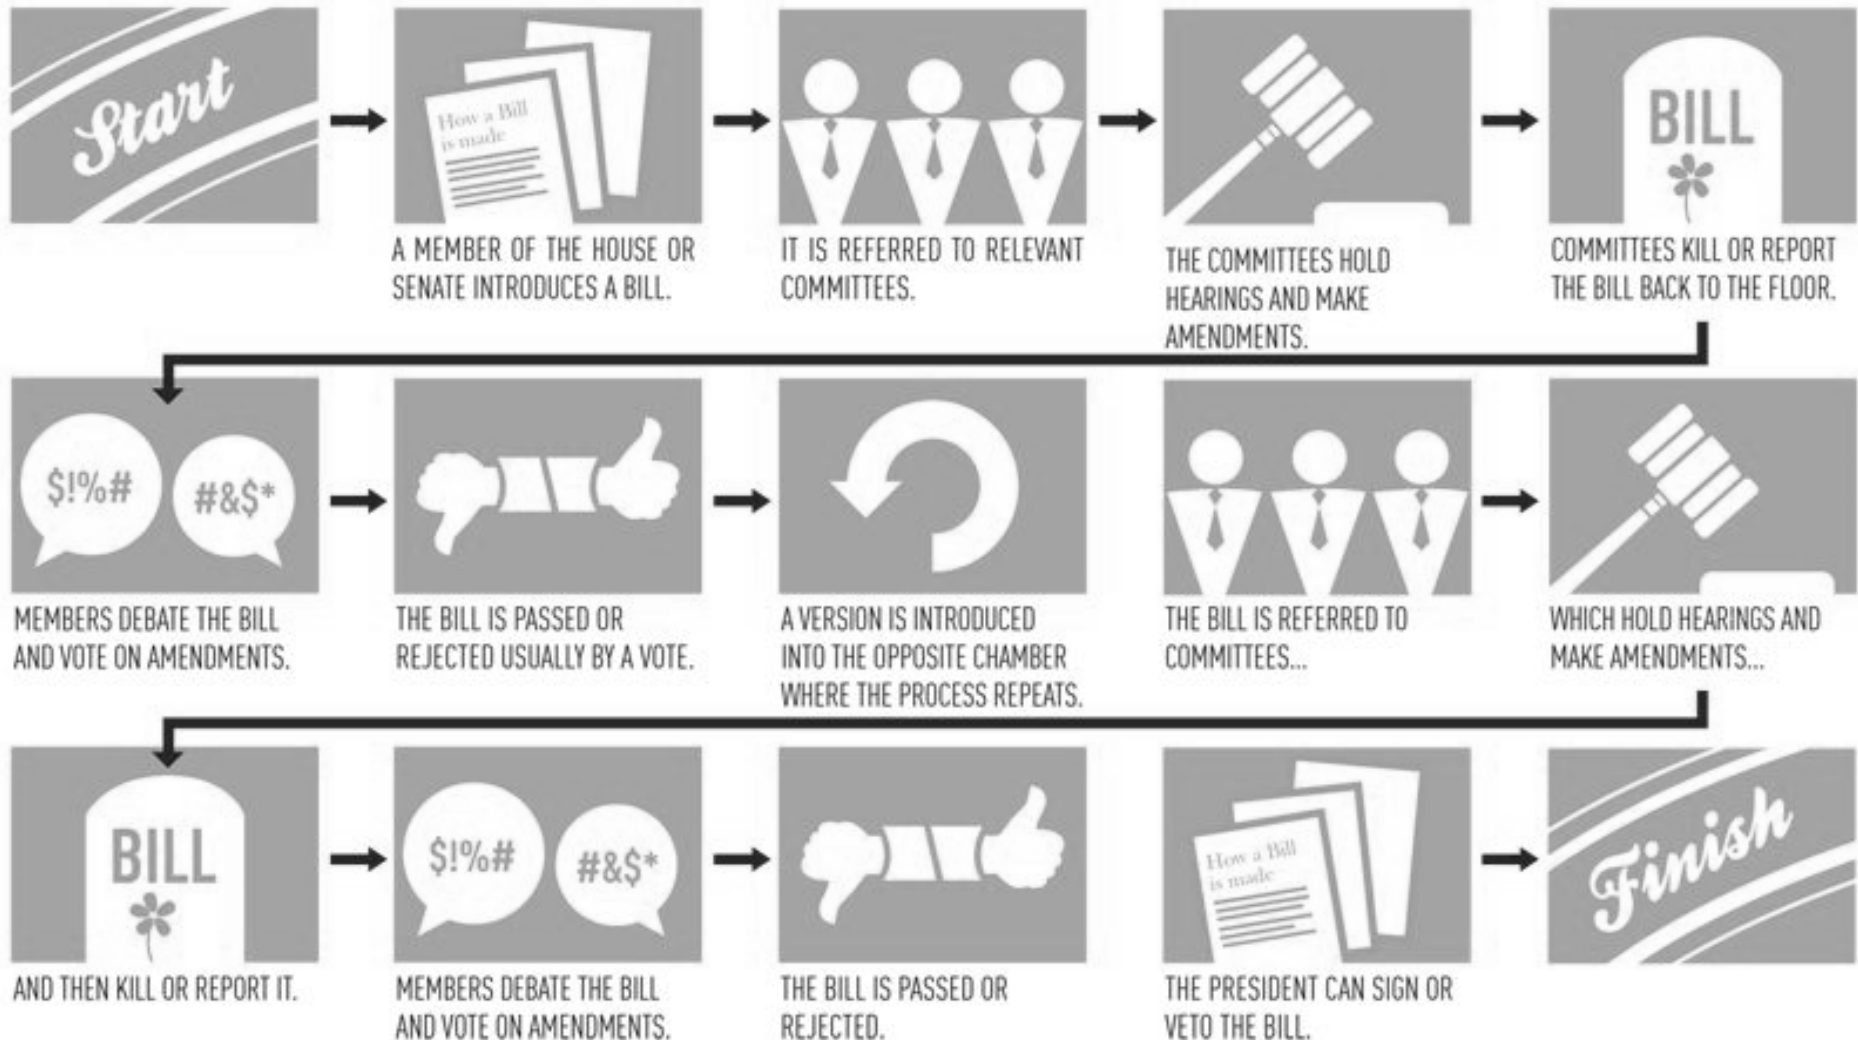 Start
How a Bill
is made
BILL
A MEMBER OF THE HOUSE OR
SENATE INTRODUCES A BILL.
IT IS REFERRED TO RELEVANT
COMMITTEES.
THE COMMITTEES HOLD
HEARINGS AND MAKE
AMENDMENTS.
COMMITTEES KILL OR REPORT
THE BILL BACK TO THE FLOOR.
$!%#
#&$*
MEMBERS DEBATE THE BILL
AND VOTE ON AMENDMENTS.
THE BILL IS PASSED OR
REJECTED USUALLY BY A VOTE.
A VERSION IS INTRODUCED
INTO THE OPPOSITE CHAMBER
WHERE THE PROCESS REPEATS.
THE BILL IS REFERRED TO
COMMITTEES...
WHICH HOLD HEARINGS AND
MAKE AMENDMENTS...
BILL
$!%#
#&$*
How a Bill
is made
Finish
AND THEN KILL OR REPORT IT.
MEMBERS DEBATE THE BILL
AND VOTE ON AMENDMENTS.
THE BILL IS PASSED OR
REJECTED.
THE PRESIDENT CAN SIGN OR
VETO THE BILL.